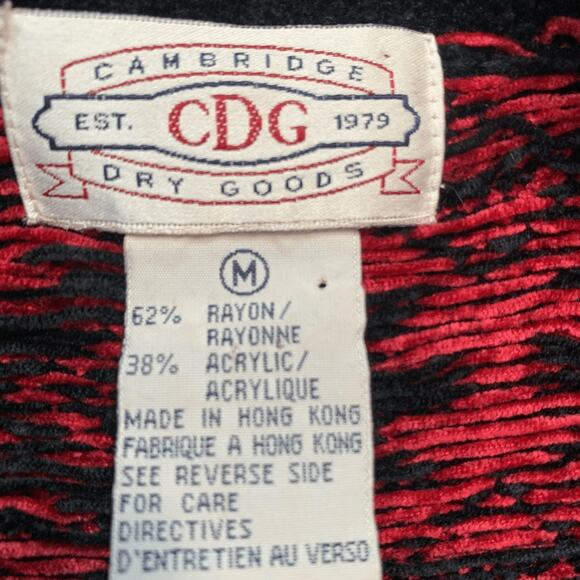 CAMBRIDGE
EST. CDG 1979
DRY GOODS
M
62% RAYON/
RAYONNE
38% ACRYLIC/
ACRYLIQUE
MADE IN HONG KONG
FABRIQUE A HONG KONG
SEE REVERSE SIDE
FOR CARE
DIRECTIVES
D'ENTRETIEN AU VERSO